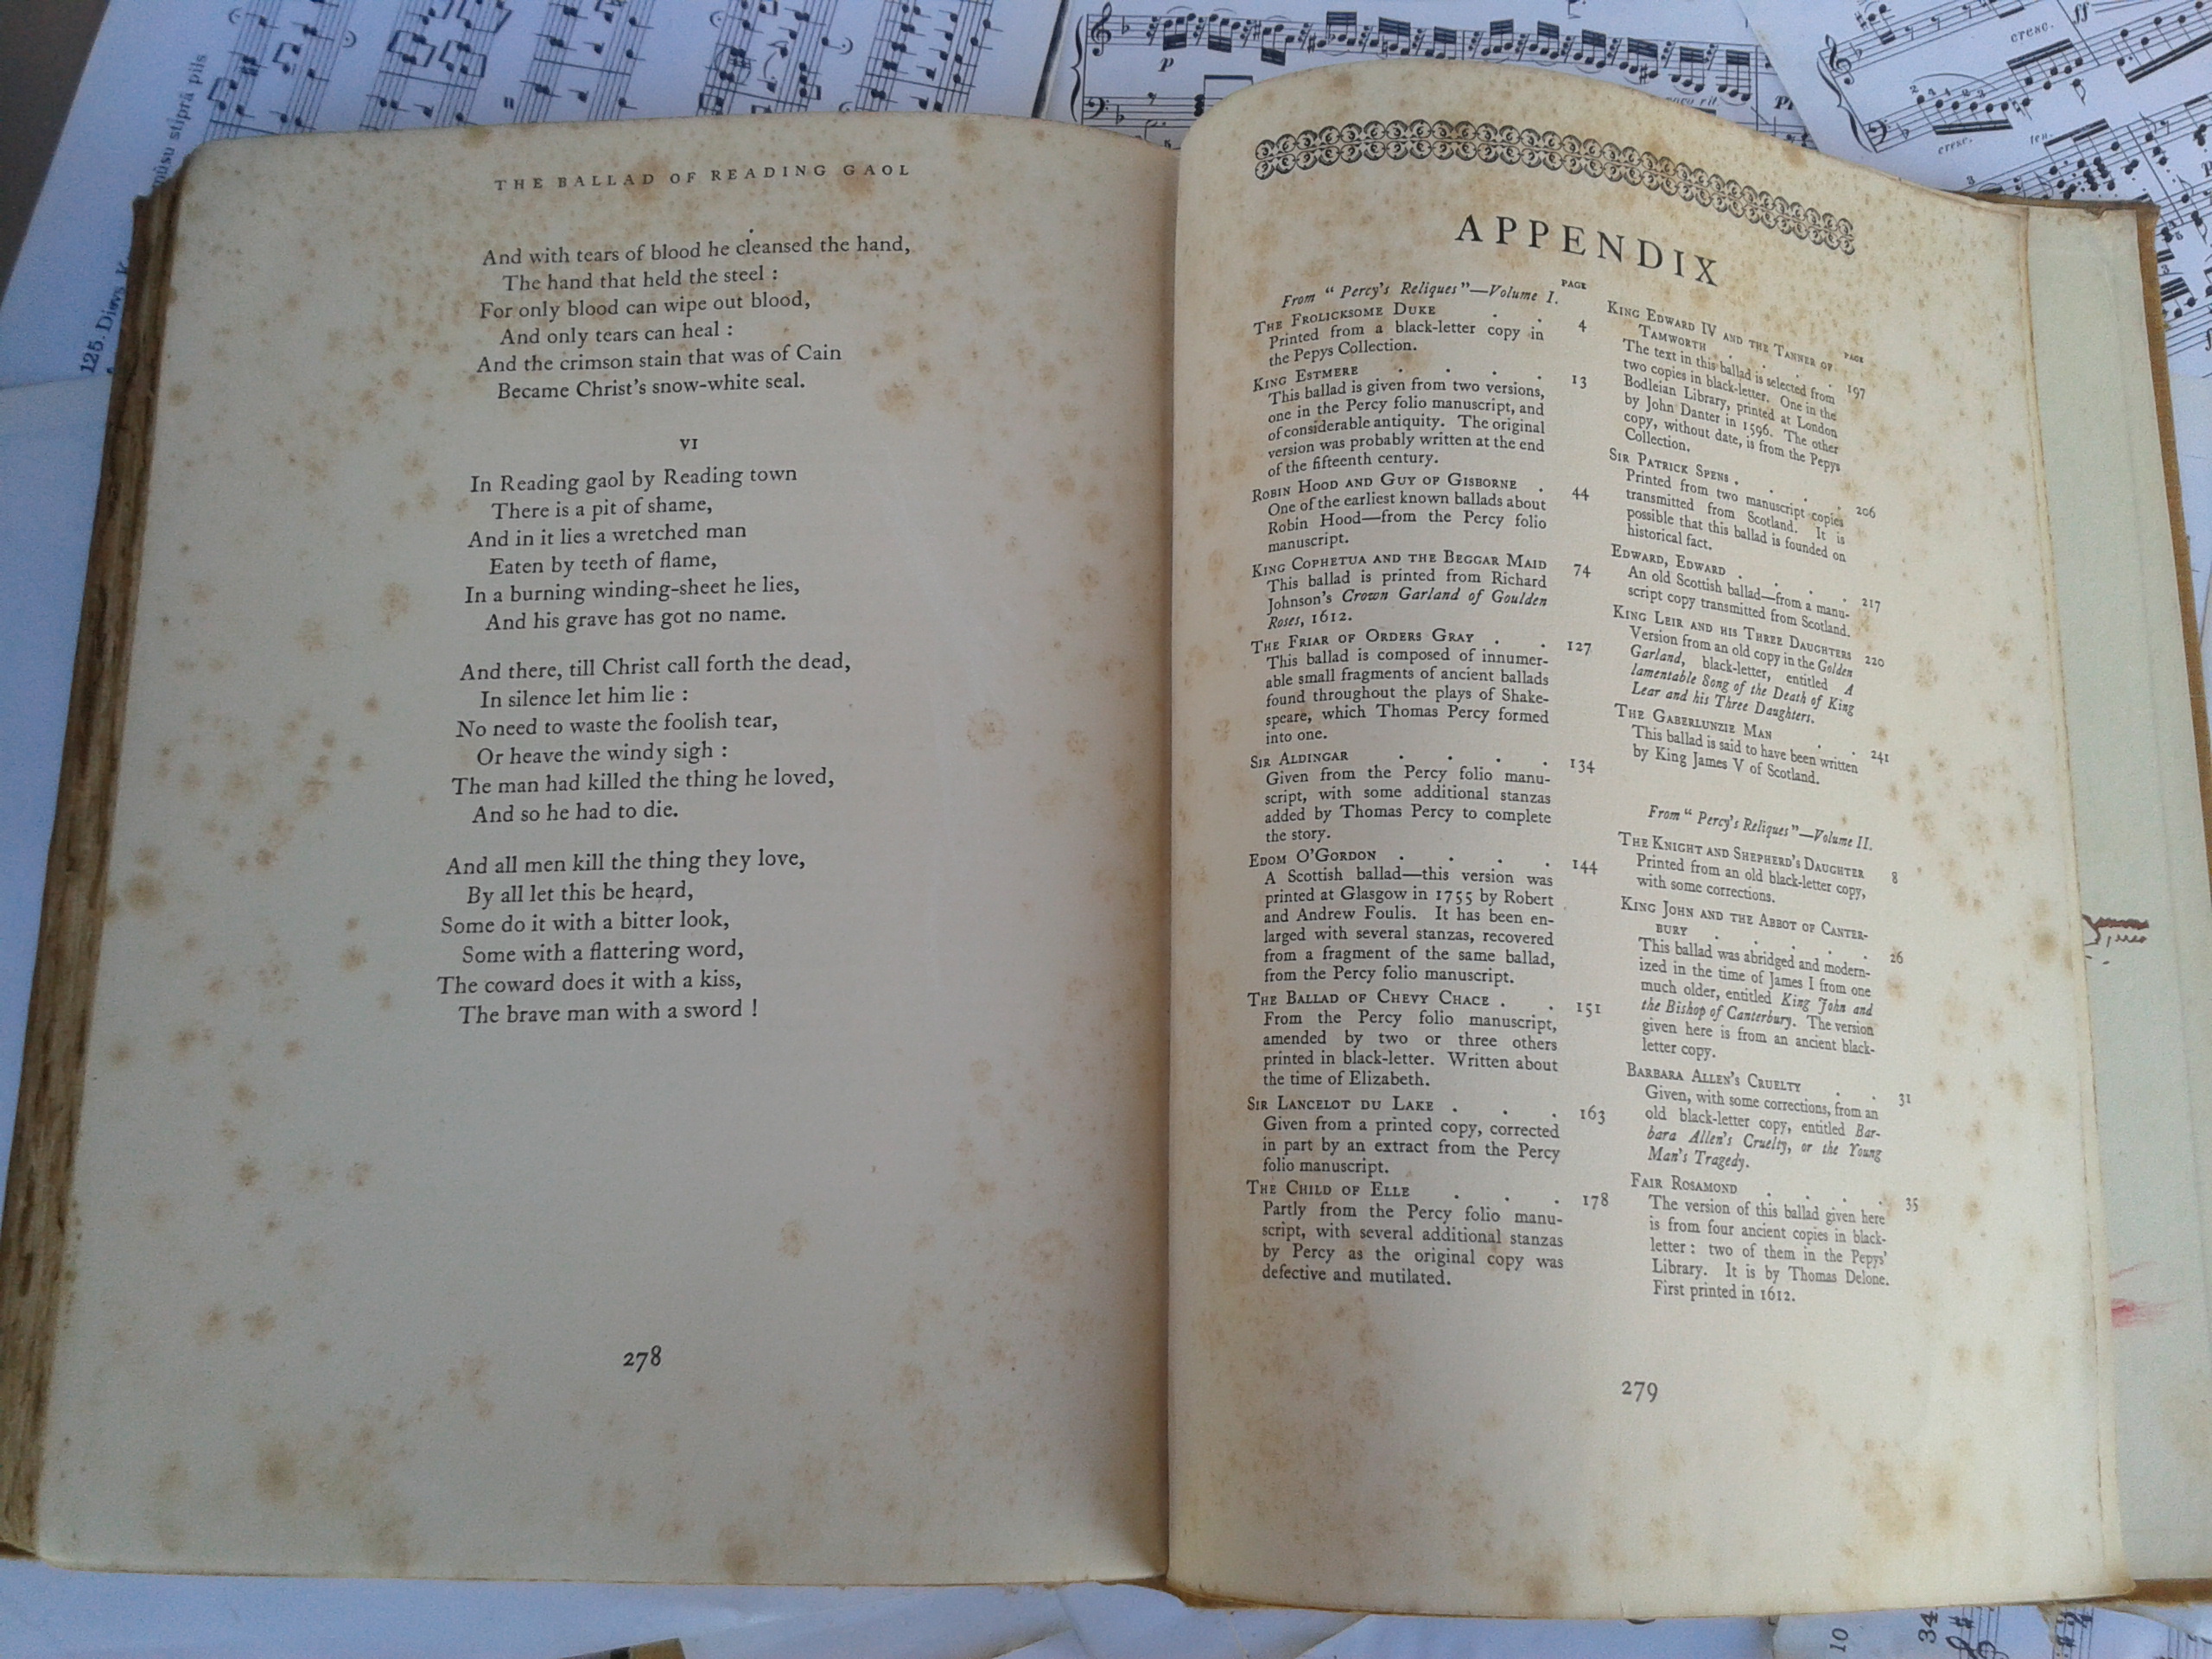 125. Dievs, K
mūsu stiprā pils
p
poco rit
cresc.
ff
cresc.
ten.
THE BALLAD OF READING GAOL
And with tears of blood he cleansed the hand,
The hand that held the steel :
For only blood can wipe out blood,
And only tears can heal :
And the crimson stain that was of Cain
Became Christ's snow-white seal.
VI
In Reading gaol by Reading town
There is a pit of shame,
And in it lies a wretched man
Eaten by teeth of flame,
In a burning winding-sheet he lies,
And his grave has got no name.
And there, till Christ call forth the dead,
In silence let him lie :
No need to waste the foolish tear,
Or heave the windy sigh :
The man had killed the thing he loved,
And so he had to die.
And all men kill the thing they love,
By all let this be heard,
Some do it with a bitter look,
Some with a flattering word,
The coward does it with a kiss,
The brave man with a sword !
278
APPENDIX
From "Percy's Reliques"—Volume I. PAGE
THE FROLICKSOME DUKE . . 4
Printed from a black-letter copy in
the Pepys Collection.
KING ESTMERE . . . . 13
This ballad is given from two versions,
one in the Percy folio manuscript, and
of considerable antiquity. The original
version was probably written at the end
of the fifteenth century.
ROBIN HOOD AND GUY OF GISBORNE . 44
One of the earliest known ballads about
Robin Hood—from the Percy folio
manuscript.
KING COPHETUA AND THE BEGGAR MAID 74
This ballad is printed from Richard
Johnson's Crown Garland of Goulden
Roses, 1612.
THE FRIAR OF ORDERS GRAY . . 127
This ballad is composed of innumer-
able small fragments of ancient ballads
found throughout the plays of Shake-
speare, which Thomas Percy formed
into one.
SIR ALDINGAR . . . . 134
Given from the Percy folio manu-
script, with some additional stanzas
added by Thomas Percy to complete
the story.
EDOM O'GORDON . . . . 144
A Scottish ballad—this version was
printed at Glasgow in 1755 by Robert
and Andrew Foulis. It has been en-
larged with several stanzas, recovered
from a fragment of the same ballad,
from the Percy folio manuscript.
THE BALLAD OF CHEVY CHACE . . 151
From the Percy folio manuscript,
amended by two or three others
printed in black-letter. Written about
the time of Elizabeth.
SIR LANCELOT DU LAKE . . . 163
Given from a printed copy, corrected
in part by an extract from the Percy
folio manuscript.
THE CHILD OF ELLE . . . 178
Partly from the Percy folio manu-
script, with several additional stanzas
by Percy as the original copy was
defective and mutilated.
PAGE
KING EDWARD IV AND THE TANNER OF
TAMWORTH . . . . 197
The text in this ballad is selected from
two copies in black-letter. One in the
Bodleian Library, printed at London
by John Danter in 1596. The other
copy, without date, is from the Pepys
Collection.
SIR PATRICK SPENS . . . . 206
Printed from two manuscript copies
transmitted from Scotland. It is
possible that this ballad is founded on
historical fact.
EDWARD, EDWARD . . . . 217
An old Scottish ballad—from a manu-
script copy transmitted from Scotland.
KING LEIR AND HIS THREE DAUGHTERS 220
Version from an old copy in the Golden
Garland, black-letter, entitled A
lamentable Song of the Death of King
Lear and his Three Daughters.
THE GABERLUNZIE MAN . . 241
This ballad is said to have been written
by King James V of Scotland.
From "Percy's Reliques"—Volume II.
THE KNIGHT AND SHEPHERD'S DAUGHTER 8
Printed from an old black-letter copy,
with some corrections.
KING JOHN AND THE ABBOT OF CANTER-
BURY . . . . . 26
This ballad was abridged and modern-
ized in the time of James I from one
much older, entitled King John and
the Bishop of Canterbury. The version
given here is from an ancient black-
letter copy.
BARBARA ALLEN'S CRUELTY . . 31
Given, with some corrections, from an
old black-letter copy, entitled Bar-
bara Allen's Cruelty, or the Young
Man's Tragedy.
FAIR ROSAMOND . . . . 35
The version of this ballad given here
is from four ancient copies in black-
letter : two of them in the Pepys'
Library. It is by Thomas Delone.
First printed in 1612.
279
10
34.